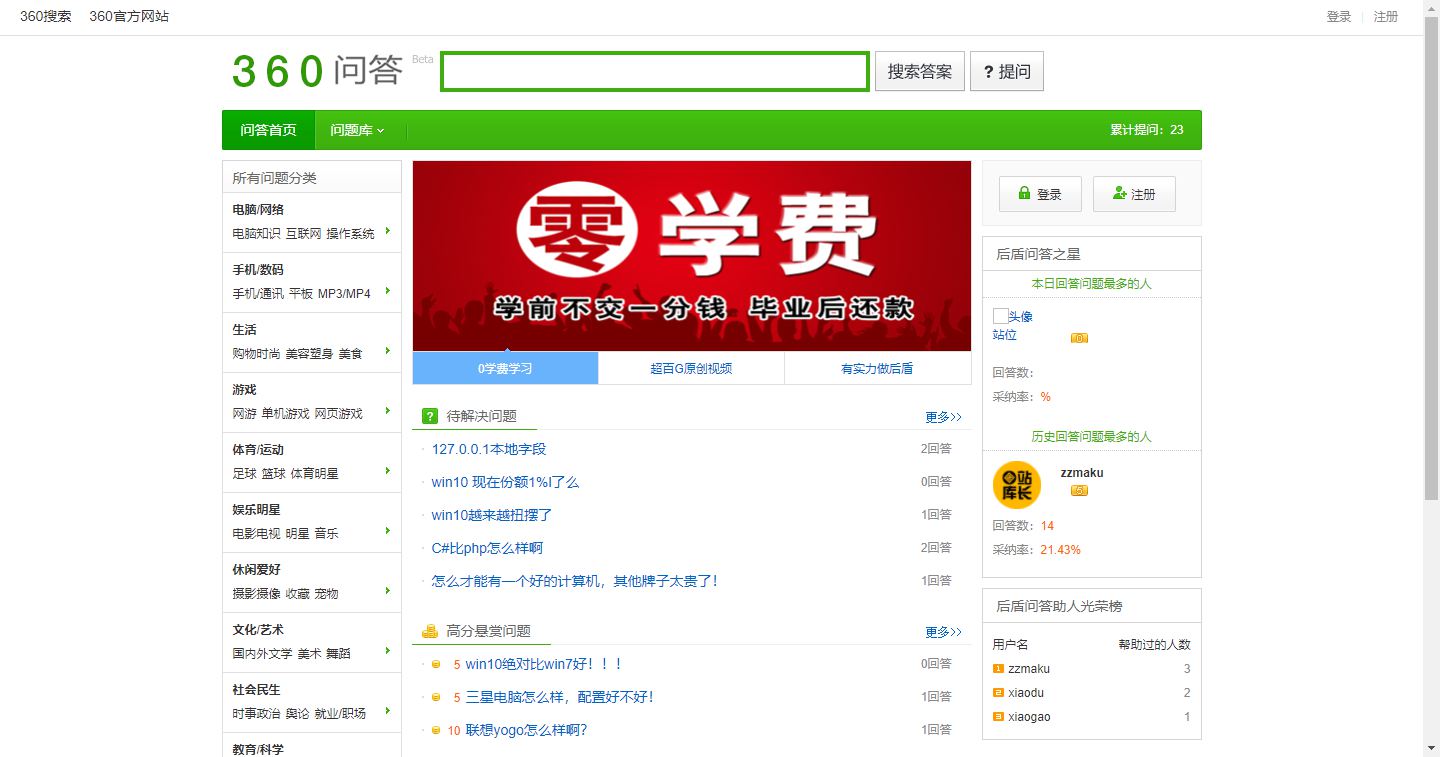 360搜索 360官方网站 登录 注册
360问答 Beta 搜索答案 ? 提问
问答首页 问题库 累计提问：23
所有问题分类
电脑/网络
电脑知识 互联网 操作系统
手机/数码
手机/通讯 平板 MP3/MP4
生活
购物时尚 美容塑身 美食
游戏
网游 单机游戏 网页游戏
体育/运动
足球 篮球 体育明星
娱乐明星
电影电视 明星 音乐
休闲爱好
摄影摄像 收藏 宠物
文化/艺术
国内外文学 美术 舞蹈
社会民生
时事政治 舆论 就业/职场
教育/科学
零学费
学前不交一分钱 毕业后还款
0学费学习 超百G原创视频 有实力做后盾
? 待解决问题 更多>>
127.0.0.1本地字段 2回答
win10 现在份额1%l了么 0回答
win10越来越扭摆了 1回答
C#比php怎么样啊 2回答
怎么才能有一个好的计算机，其他牌子太贵了！ 1回答
高分悬赏问题 更多>>
5 win10绝对比win7好！！！ 0回答
5 三星电脑怎么样，配置好不好！ 1回答
10 联想yogo怎么样啊？ 1回答
登录 注册
后盾问答之星
本日回答问题最多的人
头像
站位
回答数：
采纳率：%
历史回答问题最多的人
站
库长
zzmaku
回答数：14
采纳率：21.43%
后盾问答助人光荣榜
用户名 帮助过的人数
1 zzmaku 3
2 xiaodu 2
3 xiaogao 1